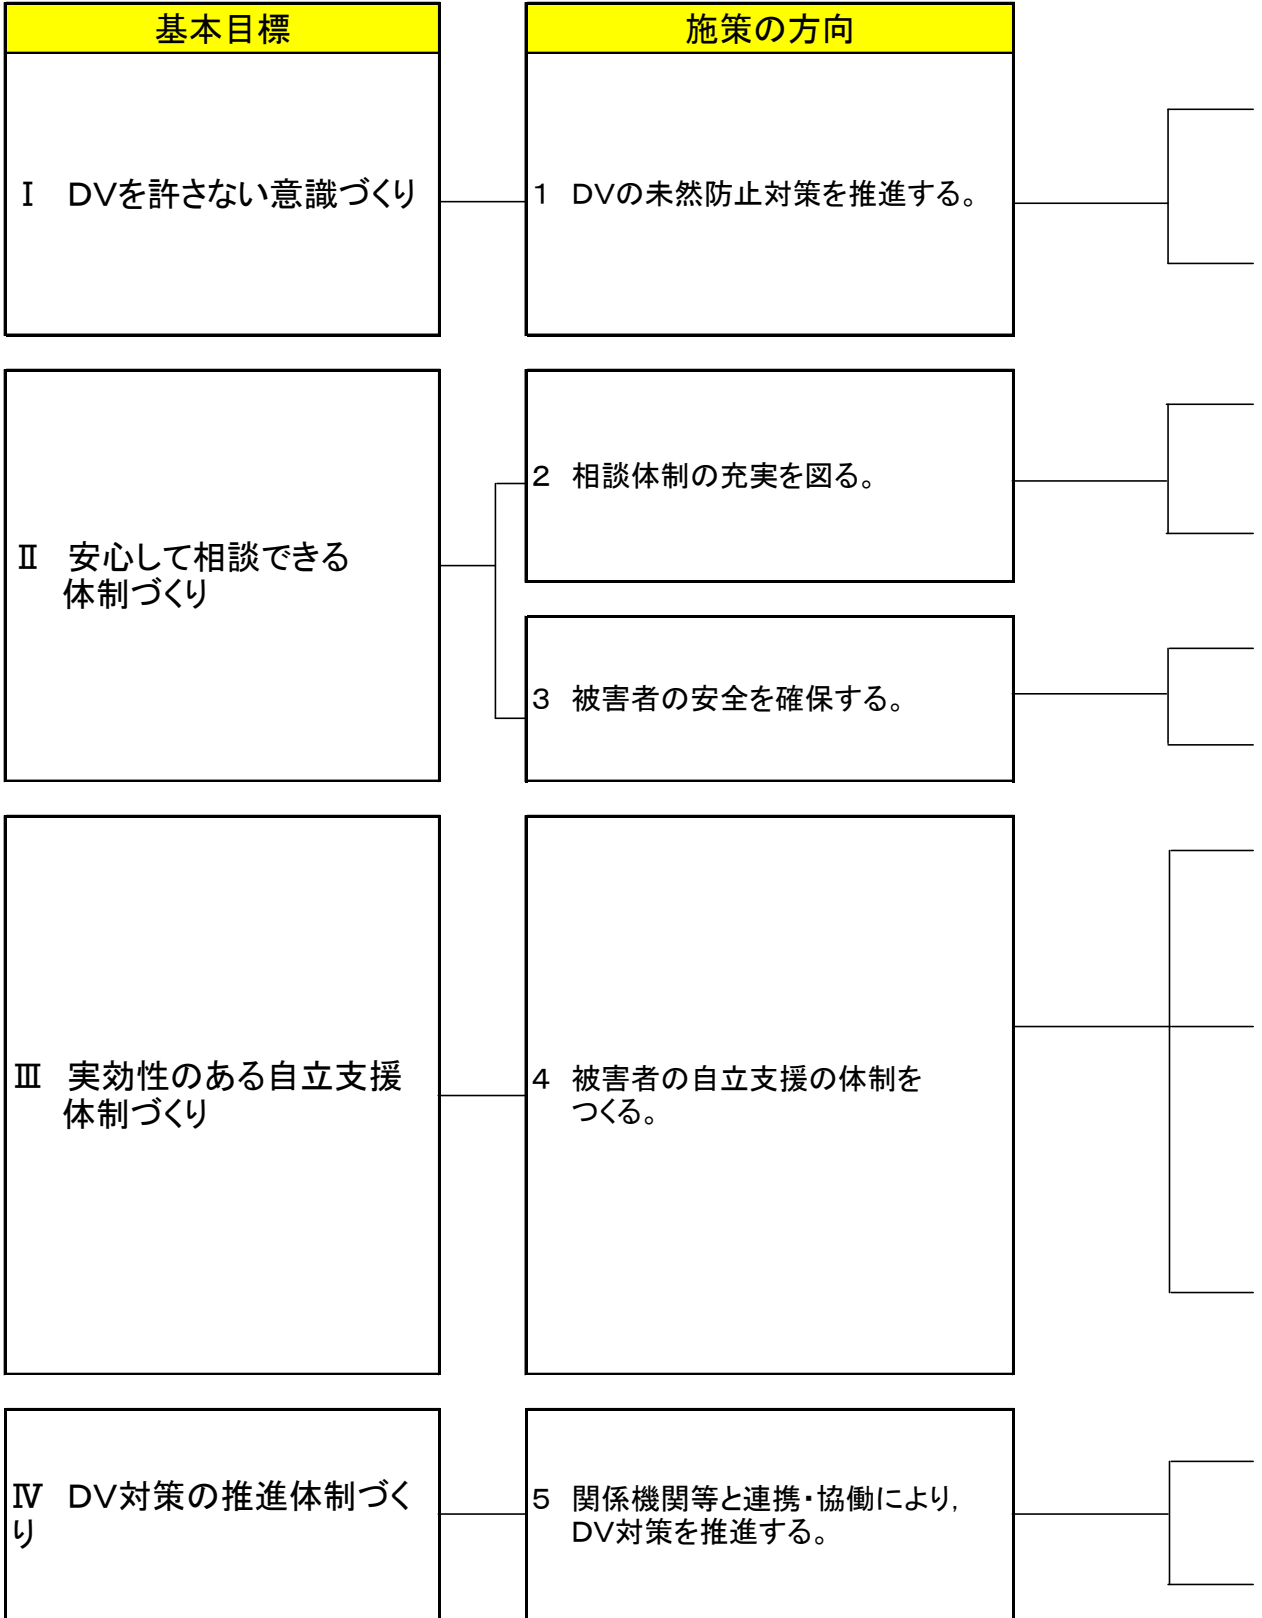 基本目標
施策の方向
Ⅰ　DVを許さない意識づくり
1　DVの未然防止対策を推進する。
Ⅱ　安心して相談できる
体制づくり
2　相談体制の充実を図る。
3　被害者の安全を確保する。
Ⅲ　実効性のある自立支援
体制づくり
4　被害者の自立支援の体制を
つくる。
Ⅳ　DV対策の推進体制づく
り
5　関係機関等と連携・協働により，
DV対策を推進する。